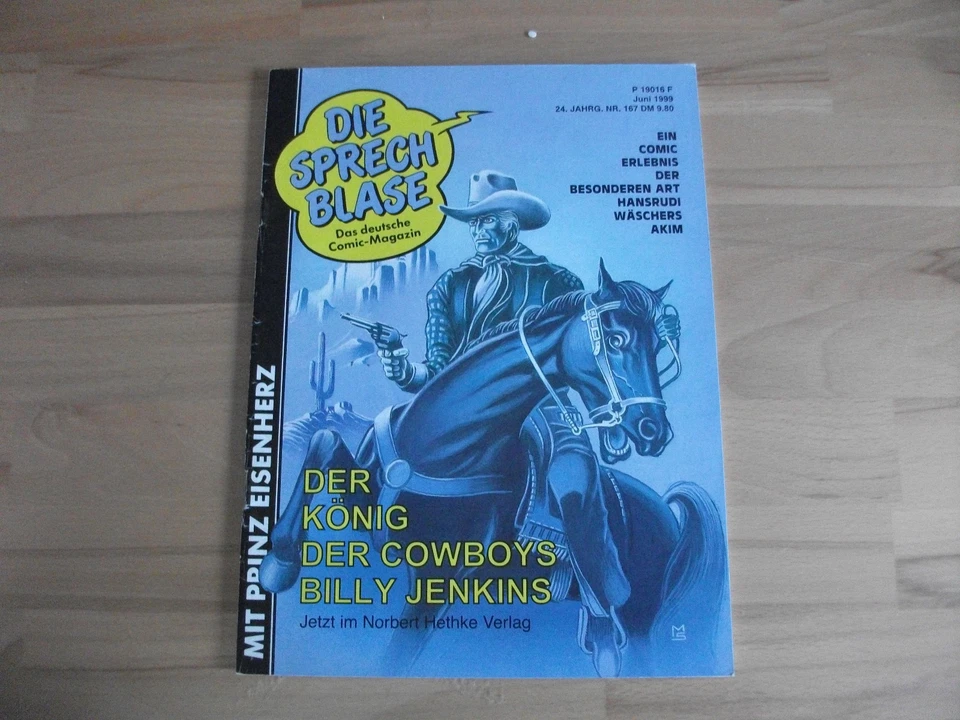 DIE
SPRECH
BLASE
Das deutsche
Comic-Magazin
P 19016 F
Juni 1999
24. JAHRG. NR. 167 DM 9.80
EIN
COMIC
ERLEBNIS
DER
BESONDEREN ART
HANSRUDI
WÄSCHERS
AKIM
MIT PRINZ EISENHERZ
DER
KÖNIG
DER COWBOYS
BILLY JENKINS
Jetzt im Norbert Hethke Verlag